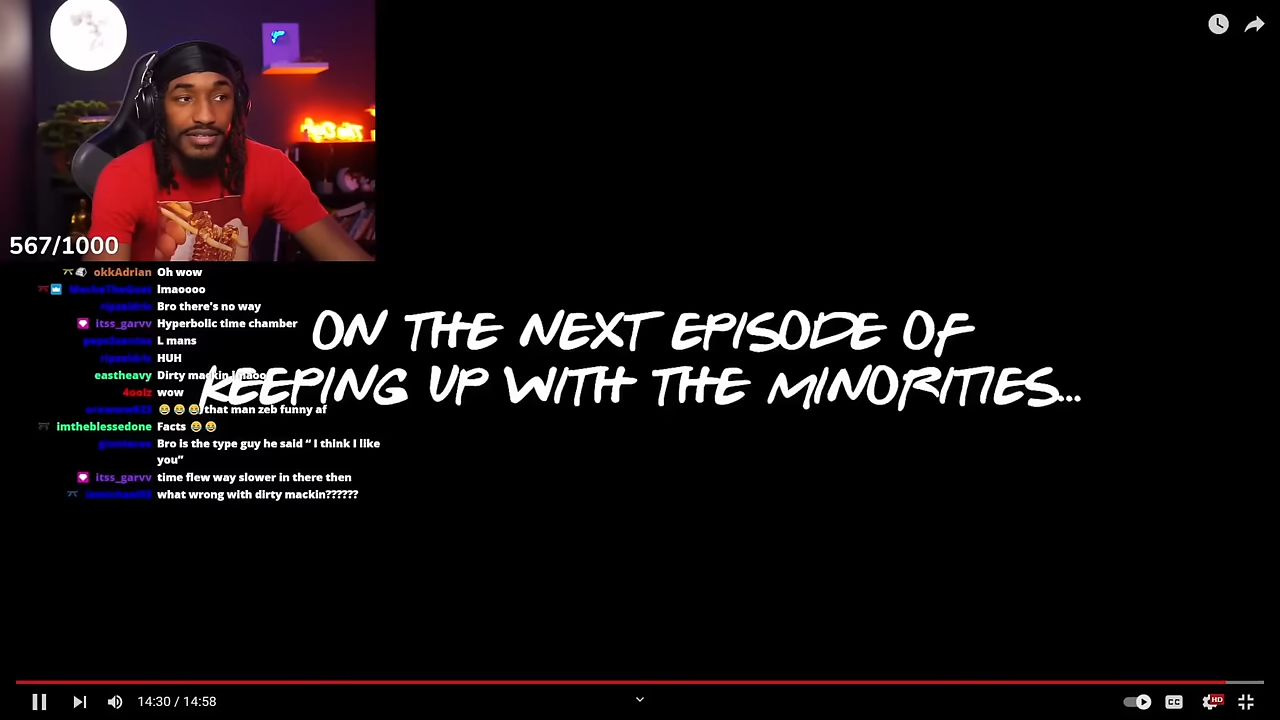 567/1000
okkAdrian Oh wow
lmaoooo
Bro there's no way
itss_garvv Hyperbolic time chamber
L mans
HUH
eastheavy Dirty mackin lmaoo
4oolz wow
😂 😂 😂 that man zeb funny af
imtheblessedone Facts 😂 😂
Bro is the type guy he said “ I think I like
you”
itss_garvv time flew way slower in there then
what wrong with dirty mackin??????
ON THE NEXT EPISODE OF
KEEPING UP WITH THE MINORITIES...
14:30 / 14:58
CC
HD